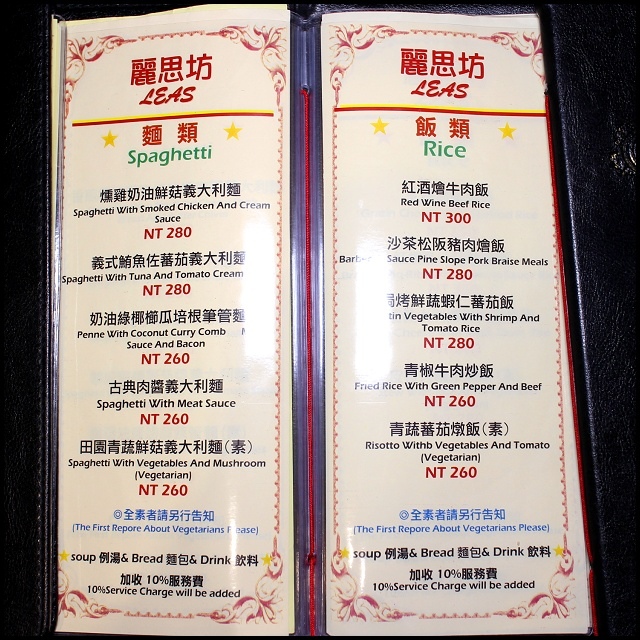 麗思坊
LEAS
麵類
Spaghetti
燻雞奶油鮮菇義大利麵
Spaghetti With Smoked Chicken And Cream
Sauce
NT 280
義式鮪魚佐蕃茄義大利麵
Spaghetti With Tuna And Tomato Cream
NT 280
奶油綠椰櫛瓜培根筆管麵
Penne With Coconut Curry Comb
Sauce And Bacon
NT 260
古典肉醬義大利麵
Spaghetti With Meat Sauce
NT 260
田園青蔬鮮菇義大利麵(素)
Spaghetti With Vegetables And Mushroom
(Vegetarian)
NT 260
◎全素者請另行告知
(The First Repore About Vegetarians Please)
soup 例湯& Bread 麵包& Drink 飲料
加收 10%服務費
10%Service Charge will be added
麗思坊
LEAS
飯類
Rice
紅酒燴牛肉飯
Red Wine Beef Rice
NT 300
沙茶松阪豬肉燴飯
Sauce Pine Slope Pork Braise Meals
NT 280
烤鮮蔬蝦仁蕃茄飯
Vegetables With Shrimp And
Tomato Rice
NT 280
青椒牛肉炒飯
Fried Rice With Green Pepper And Beef
NT 260
青蔬蕃茄燉飯(素)
Risotto Withb Vegetables And Tomato
(Vegetarian)
NT 260
◎全素者請另行告知
(The First Repore About Vegetarians Please)
soup 例湯& Bread 麵包& Drink 飲料
加收 10%服務費
10%Service Charge will be added